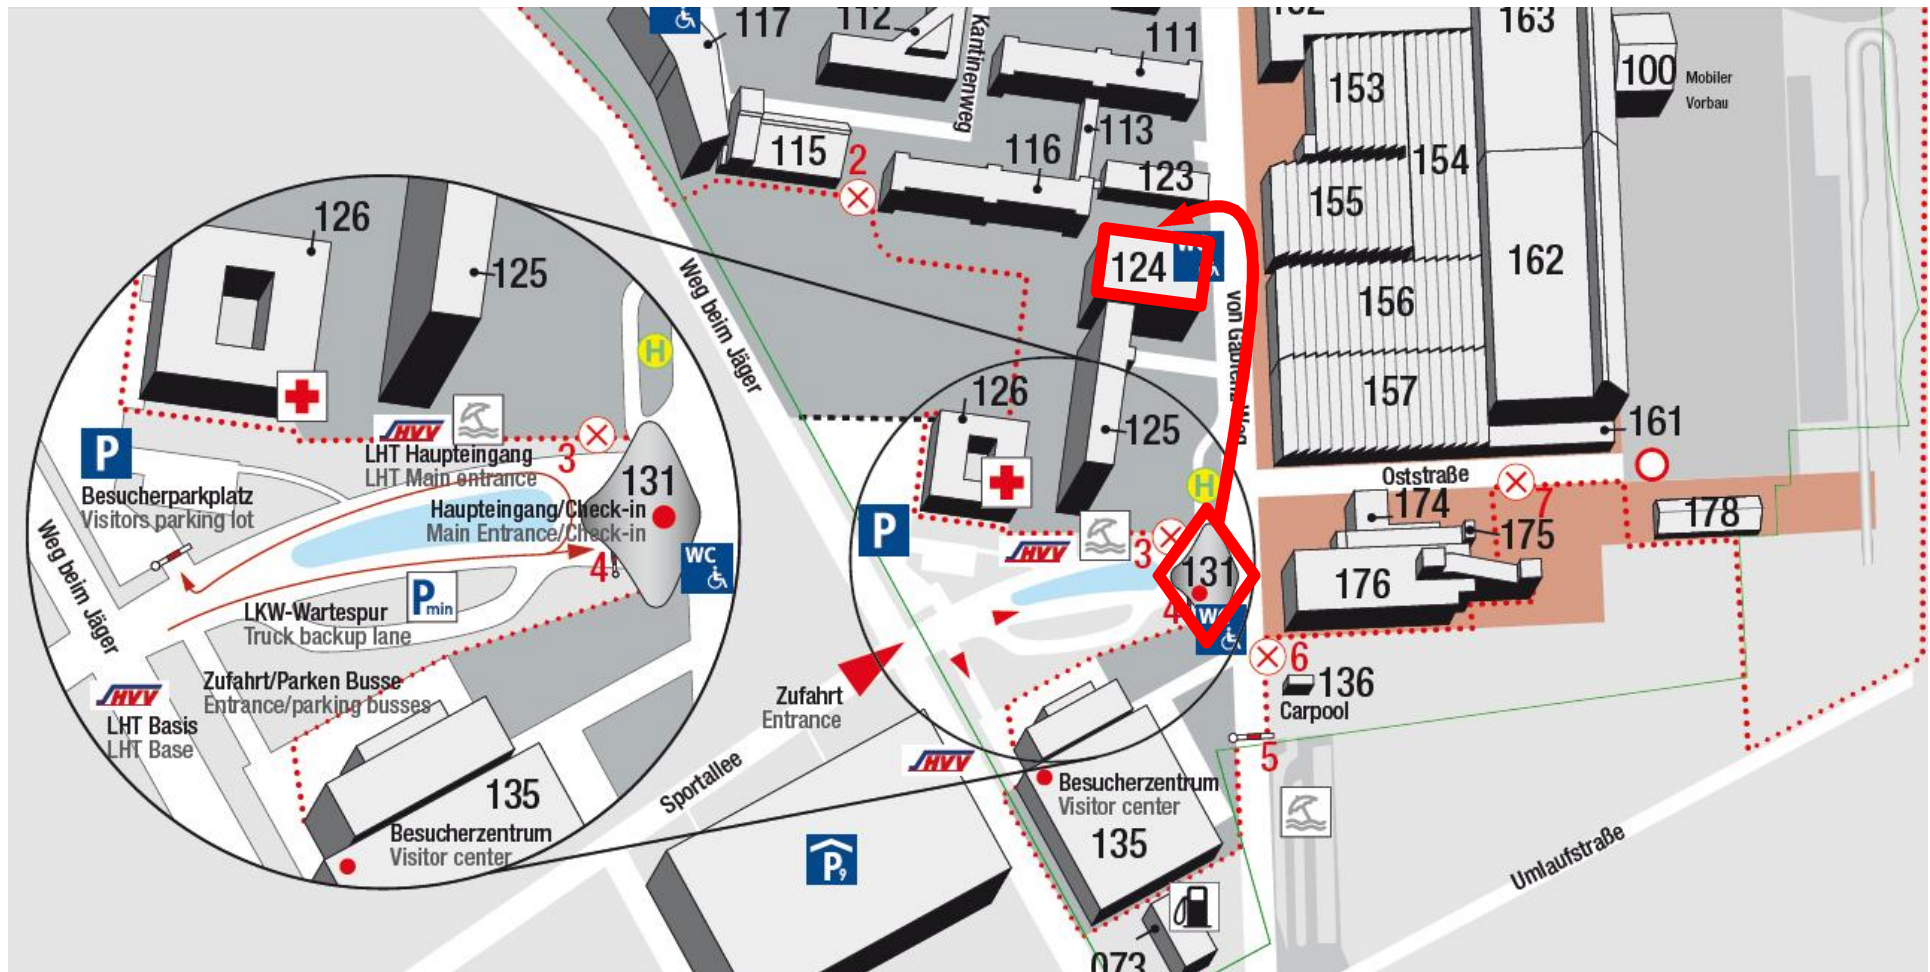 117
112
Kantinenweg
111
163
153
100
Mobiler
Vorbau
115
2
116
113
123
154
155
126
125
124
WC
162
156
Weg beim Jäger
H
157
161
HVV
LHT Haupteingang
LHT Main entrance
3
P
Besucherparkplatz
Visitors parking lot
131
Haupteingang/Check-in
Main Entrance/Check-in
WC
4
Weg beim Jäger
LKW-Wartespur
Truck backup lane
P min
Zufahrt/Parken Busse
Entrance/parking busses
HVV
LHT Basis
LHT Base
135
Besucherzentrum
Visitor center
126
125
H
P
HVV
3
131
4
Oststraße
7
174
175
178
176
6
136
Carpool
5
Zufahrt
Entrance
Sportallee
HVV
Besucherzentrum
Visitor center
135
P9
073
Umlaufstraße